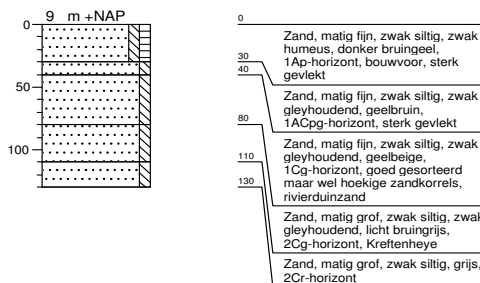 9 m +NAP
0
50
100
0
Zand, matig fijn, zwak siltig, zwak
humeus, donker bruingeel,
1Ap-horizont, bouwvoor, sterk
gevlekt
30
Zand, matig fijn, zwak siltig, zwak
gleyhoudend, geelbruin,
1ACpg-horizont, sterk gevlekt
40
Zand, matig fijn, zwak siltig, zwak
gleyhoudend, geelbeige,
1Cg-horizont, goed gesorteerd
maar wel hoekige zandkorrels,
rivierduinzand
80
Zand, matig grof, zwak siltig, zwak
gleyhoudend, licht bruingrijs,
2Cg-horizont, Kreftenheye
110
Zand, matig grof, zwak siltig, grijs,
2Cr-horizont
130